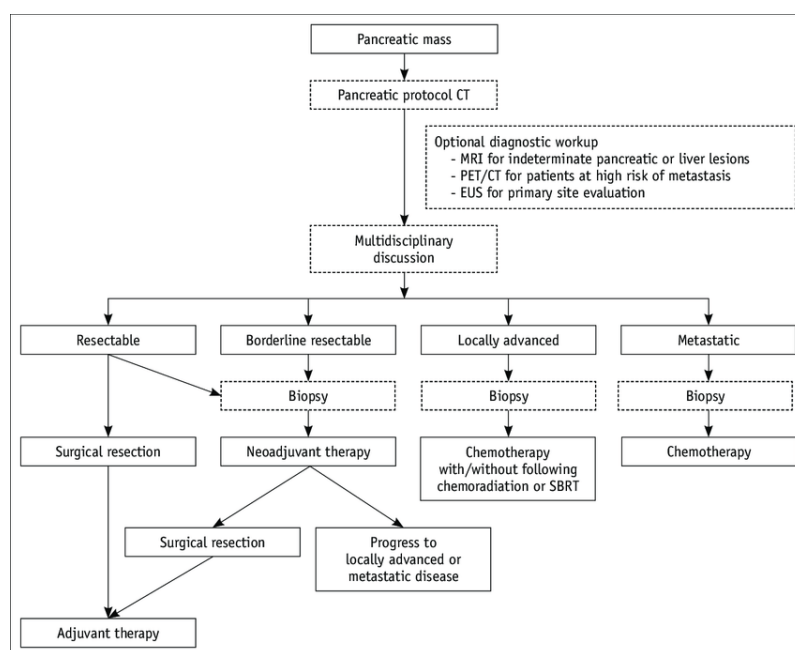 Pancreatic mass
Pancreatic protocol CT
Optional diagnostic workup
- MRI for indeterminate pancreatic or liver lesions
- PET/CT for patients at high risk of metastasis
- EUS for primary site evaluation
Multidisciplinary
discussion
Resectable
Borderline resectable
Locally advanced
Metastatic
Biopsy
Biopsy
Biopsy
Surgical resection
Neoadjuvant therapy
Chemotherapy
with/without following
chemoradiation or SBRT
Chemotherapy
Surgical resection
Progress to
locally advanced or
metastatic disease
Adjuvant therapy